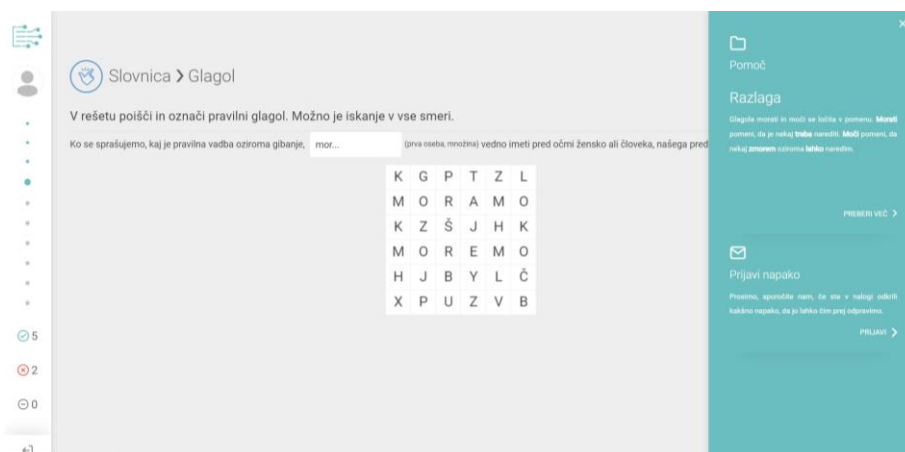 Slovnica ❯ Glagol
V rešetu poišči in označi pravilni glagol. Možno je iskanje v vse smeri.
Ko se sprašujemo, kaj je pravilna vadba oziroma gibanje, mor... (prva oseba, množina) vedno imeti pred očmi žensko ali človeka, našega pred
K G P T Z L
M O R A M O
K Z Š J H K
M O R E M O
H J B Y L Č
X P U Z V B
5
2
0
×
Pomoč
Razlaga
Glagola morati in moči se ločita v pomenu. Morati
pomeni, da je nekaj treba narediti. Moči pomeni, da
nekaj zmorem oziroma lahko naredim.
PREBERI VEČ ❯
Prijavi napako
Prosimo, sporočite nam, če ste v nalogi odkrili
kakšno napako, da jo lahko čim prej odpravimo.
PRIJAVI ❯